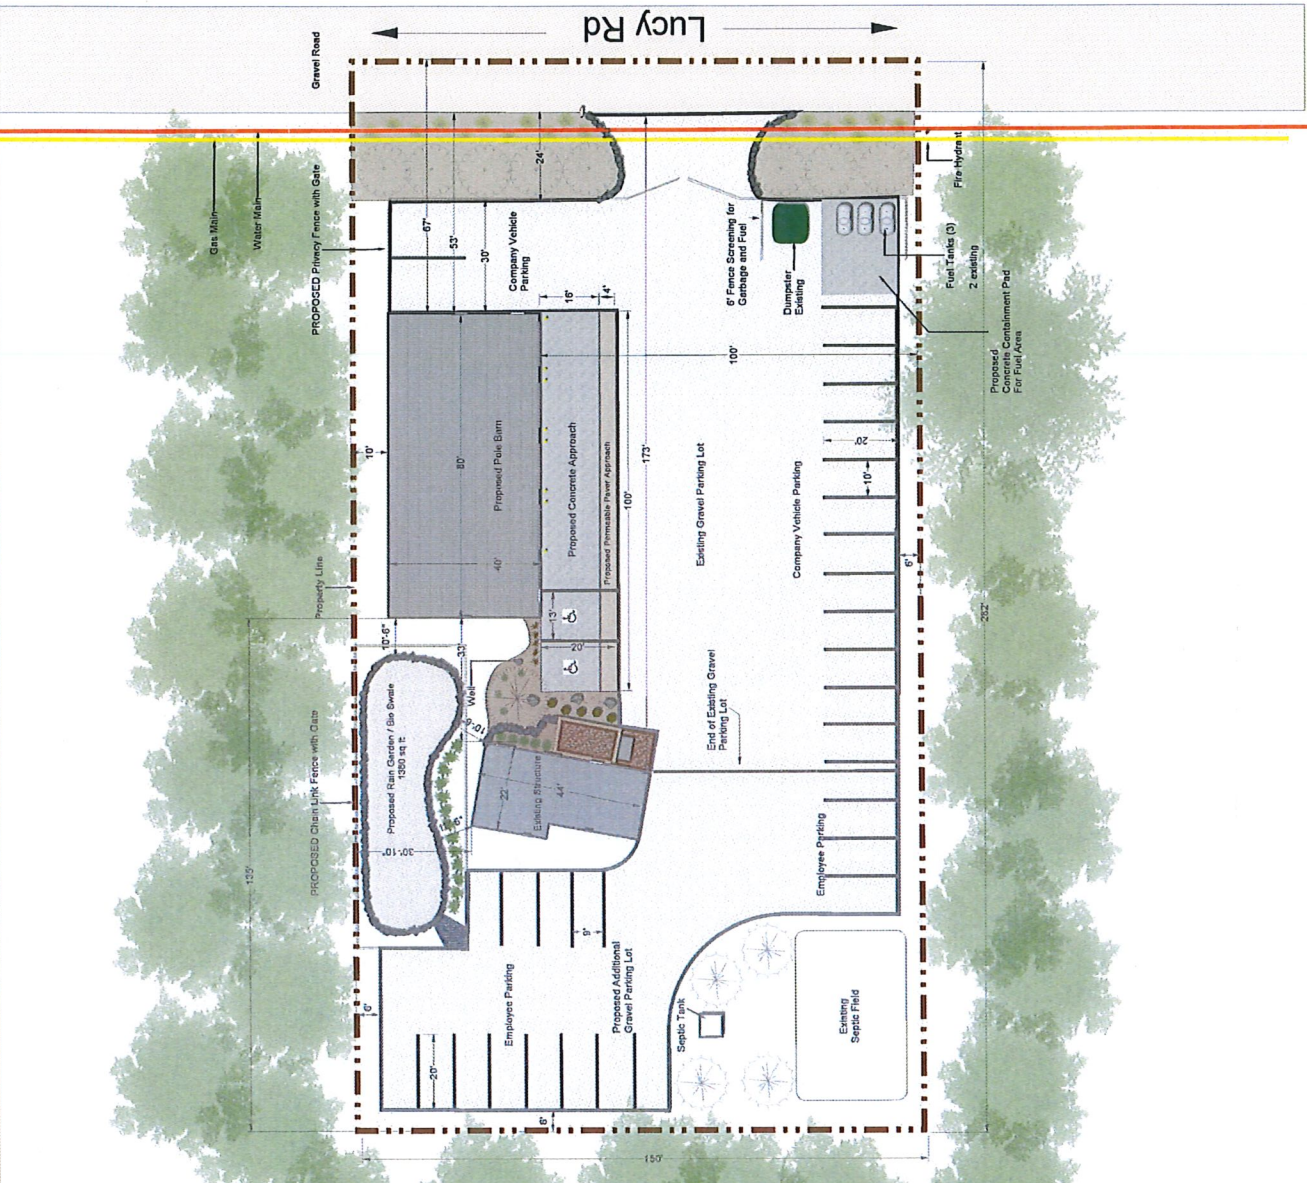 Lucy Rd
Gravel Road
Gas Main
Water Main
PROPOSED Privacy Fence with Gate
Property Line
PROPOSED Chain Link Fence with Gate
67'
53'
30'
24'
Company Vehicle
Parking
16'
4'
6' Fence Screening for
Garbage and Fuel
Dumpster
Existing
Fire Hydrant
Fuel Tanks (3)
2 existing
Proposed
Concrete Containment Pad
For Fuel Area
10'
80'
Proposed Pole Barn
40'
Proposed Concrete Approach
Proposed Permeable Paver Approach
100'
173'
100'
Existing Gravel Parking Lot
Company Vehicle Parking
20'
10'
6'
282'
13'
20'
10'-6"
33'
Well
10'-6"
Proposed Rain Garden / Bio Swale
1360 sq ft
30'-10"
135'
22'
Existing Structure
44'
End of Existing Gravel
Parking Lot
Employee Parking
9'
Employee Parking
Proposed Additional
Gravel Parking Lot
6'
20'
6'
Septic Tank
Existing
Septic Field
150'